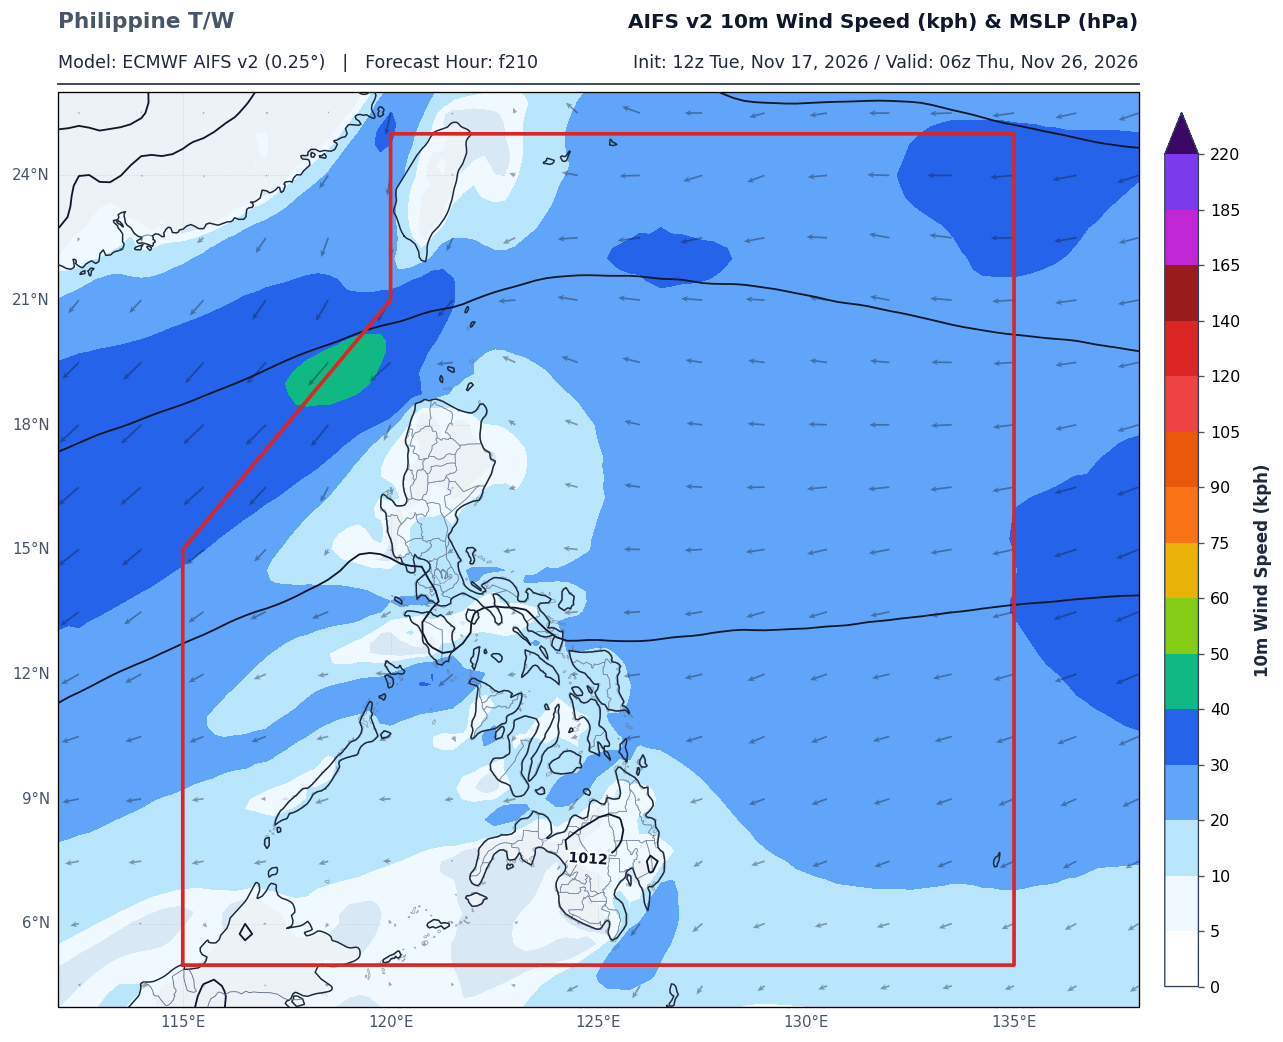 Philippine T/W
AIFS v2 10m Wind Speed (kph) & MSLP (hPa)
Model: ECMWF AIFS v2 (0.25°)   |   Forecast Hour: f210
Init: 12z Tue, Nov 17, 2026 / Valid: 06z Thu, Nov 26, 2026
24°N
21°N
18°N
15°N
12°N
9°N
6°N
1012
115°E
120°E
125°E
130°E
135°E
220
185
165
140
120
105
90
75
60
50
40
30
20
10
5
0
10m Wind Speed (kph)